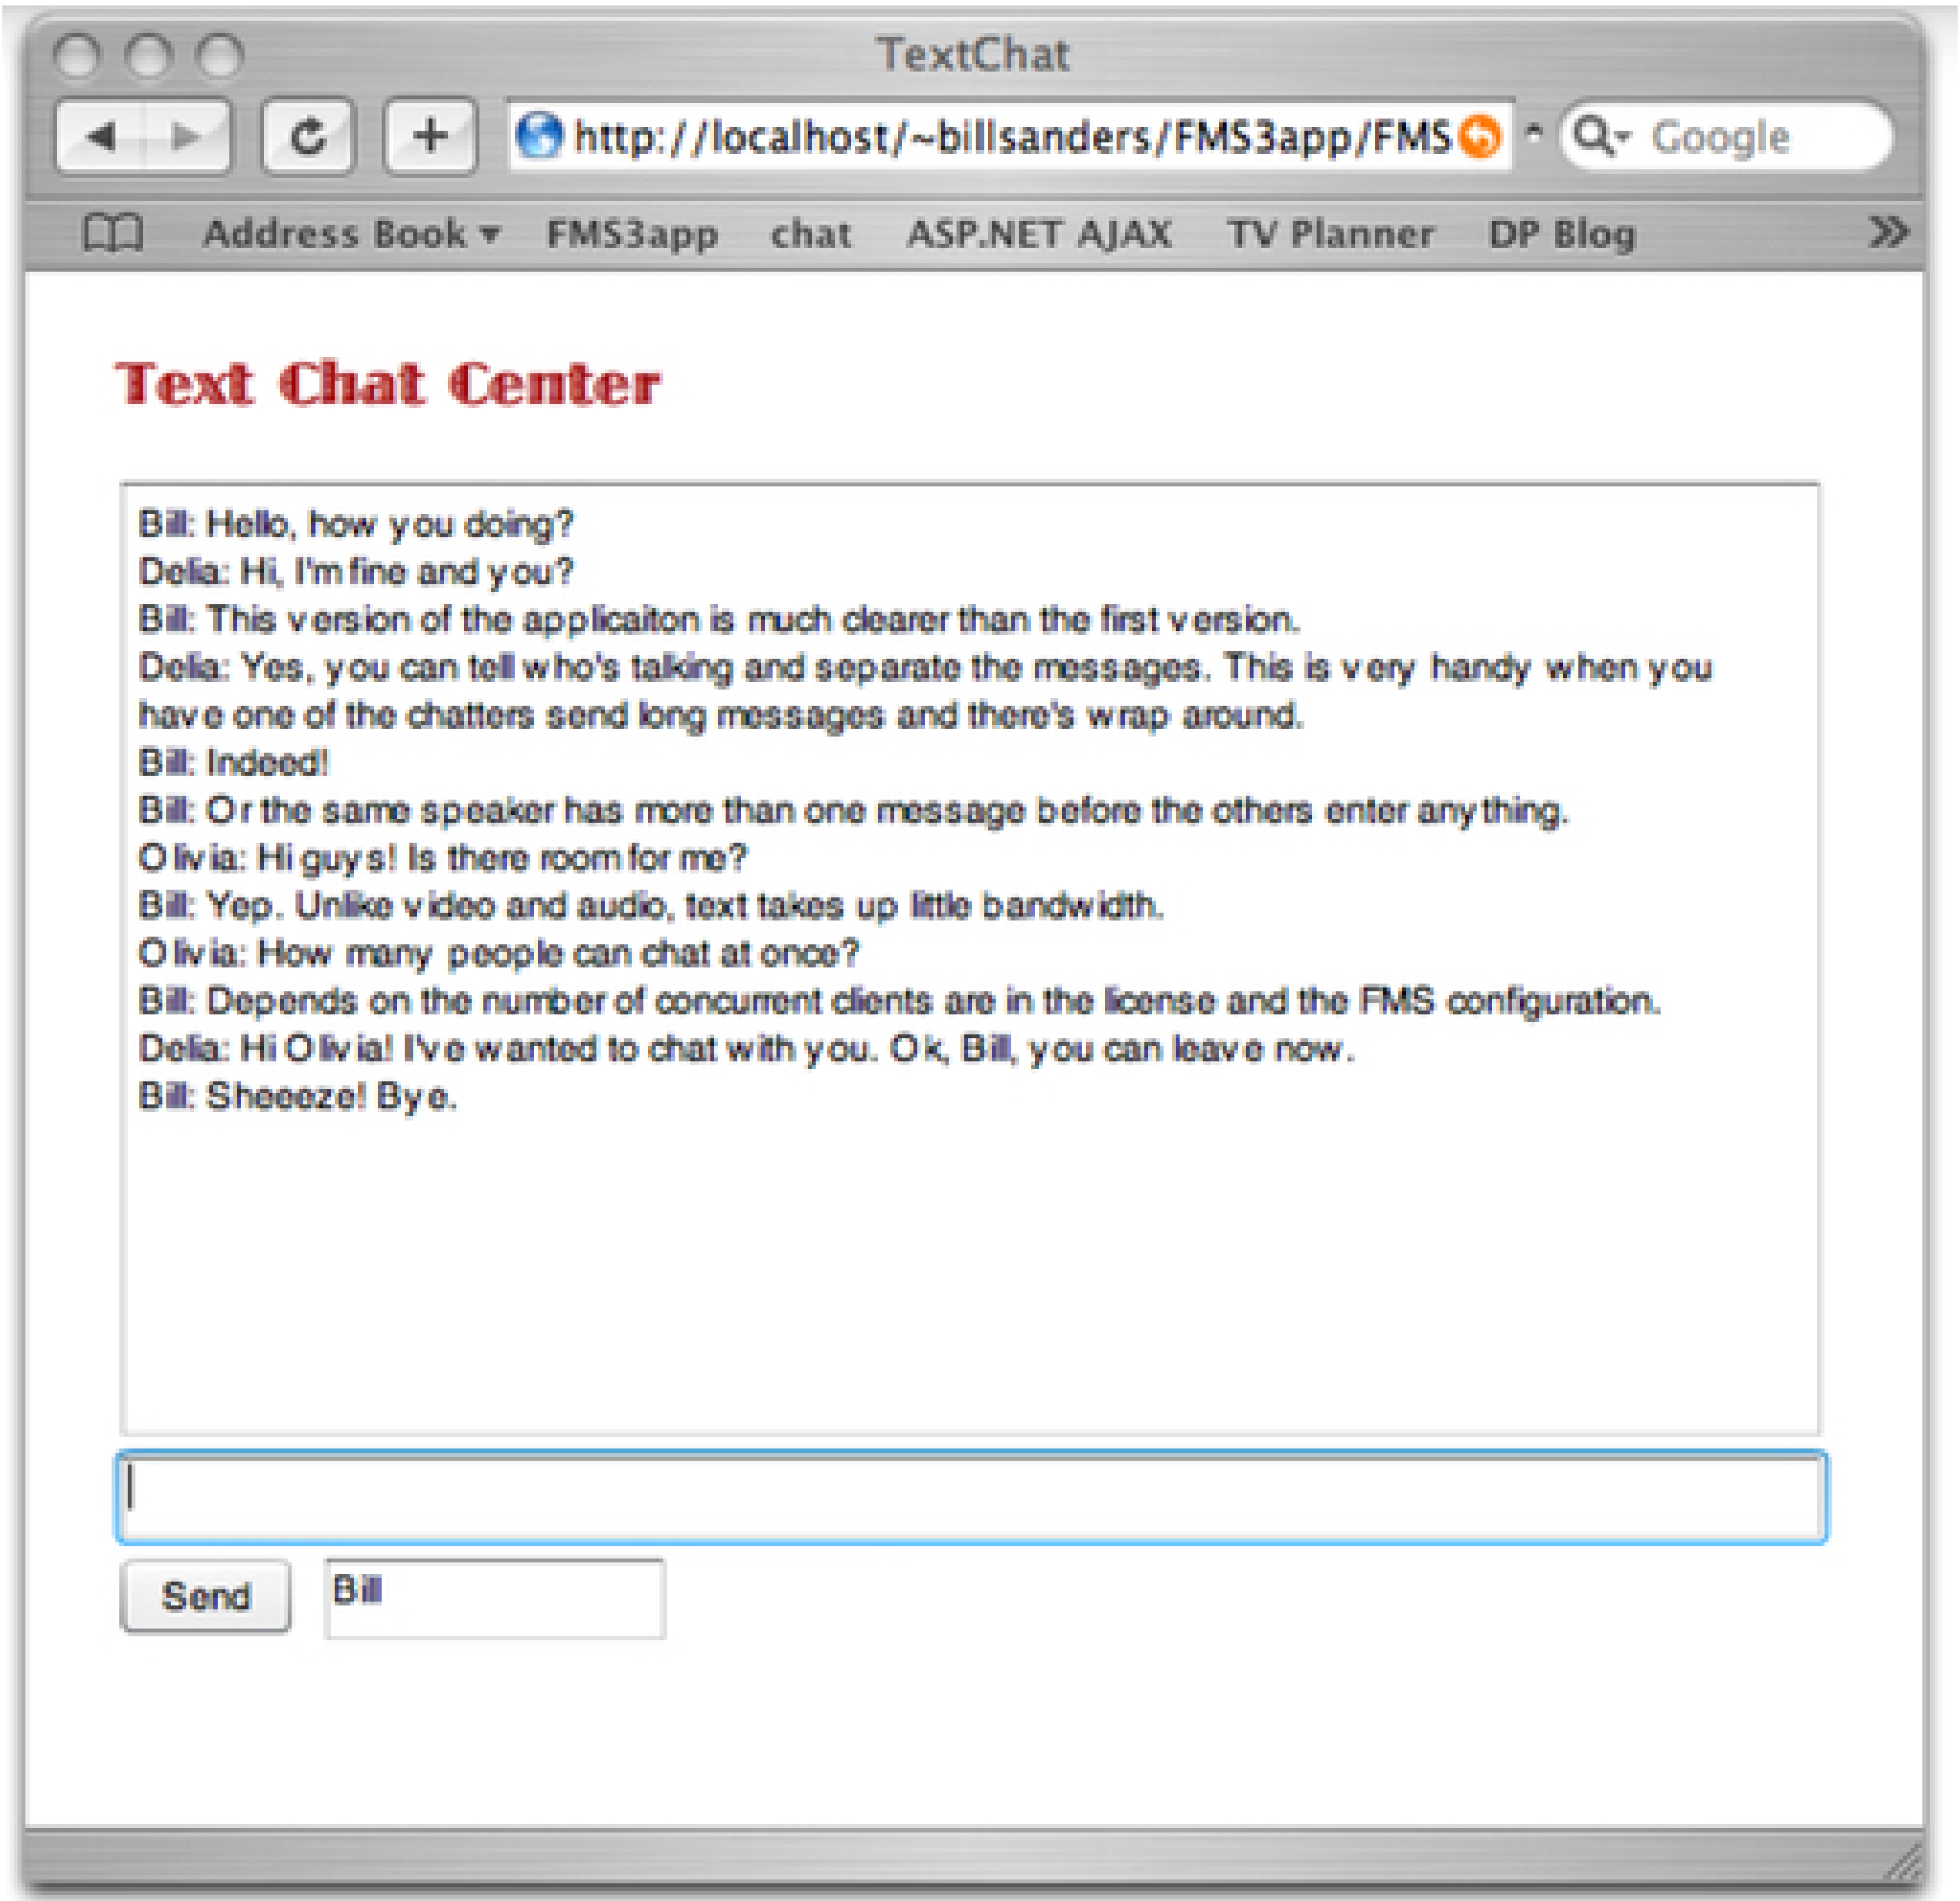 TextChat
http://localhost/~billsanders/FMS3app/FMS
Google
Address Book FMS3app chat ASP.NET AJAX TV Planner DP Blog
Text Chat Center
Bill: Hello, how you doing?
Delia: Hi, I'm fine and you?
Bill: This version of the applicaiton is much clearer than the first version.
Delia: Yes, you can tell who's talking and separate the messages. This is very handy when you
have one of the chatters send long messages and there's wrap around.
Bill: Indeed!
Bill: Or the same speaker has more than one message before the others enter anything.
Olivia: Hi guys! Is there room for me?
Bill: Yep. Unlike video and audio, text takes up little bandwidth.
Olivia: How many people can chat at once?
Bill: Depends on the number of concurrent clients are in the license and the FMS configuration.
Delia: Hi Olivia! I've wanted to chat with you. Ok, Bill, you can leave now.
Bill: Sheeeze! Bye.
Send
Bill